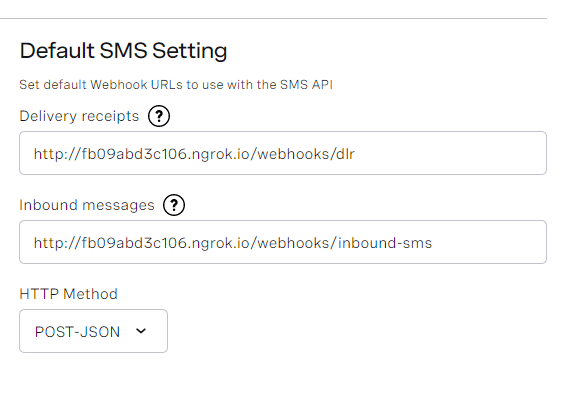 Default SMS Setting
Set default Webhook URLs to use with the SMS API
Delivery receipts ?
http://fb09abd3c106.ngrok.io/webhooks/dlr
Inbound messages ?
http://fb09abd3c106.ngrok.io/webhooks/inbound-sms
HTTP Method
POST-JSON